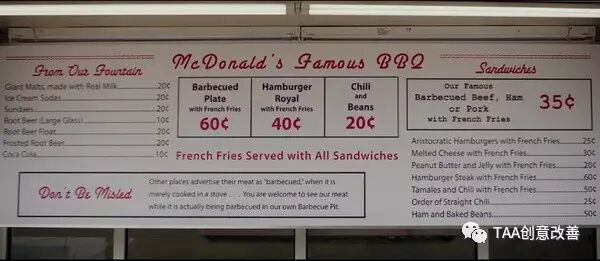 McDonald's Famous BBQ
From Our Fountain
Giant Malts, made with Real Milk 20¢
Ice Cream Sodas 20¢
Sundaes 20¢
Root Beer (Large Glass) 10¢
Root Beer Float 20¢
Frosted Root Beer 20¢
Coca Cola 10¢
Barbecued
Plate
with French Fries
60¢
Hamburger
Royal
with French Fries
40¢
Chili
and
Beans
20¢
French Fries Served with All Sandwiches
Sandwiches
Our Famous
Barbecued Beef, Ham
or Pork
with French Fries
35¢
Aristocratic Hamburgers with French Fries 25¢
Melted Cheese with French Fries 30¢
Peanut Butter and Jelly with French Fries 20¢
Hamburger Steak with French Fries 60¢
Tamales and Chili with French Fries 50¢
Order of Straight Chili 25¢
Ham and Baked Beans 50¢
Don't Be Misled
Other places advertise their meat as "barbecued," when it is
merely cooked in a stove . . . You are welcome to see our meat
while it is actually being barbecued in our own Barbecue Pit.
TAA创意改善